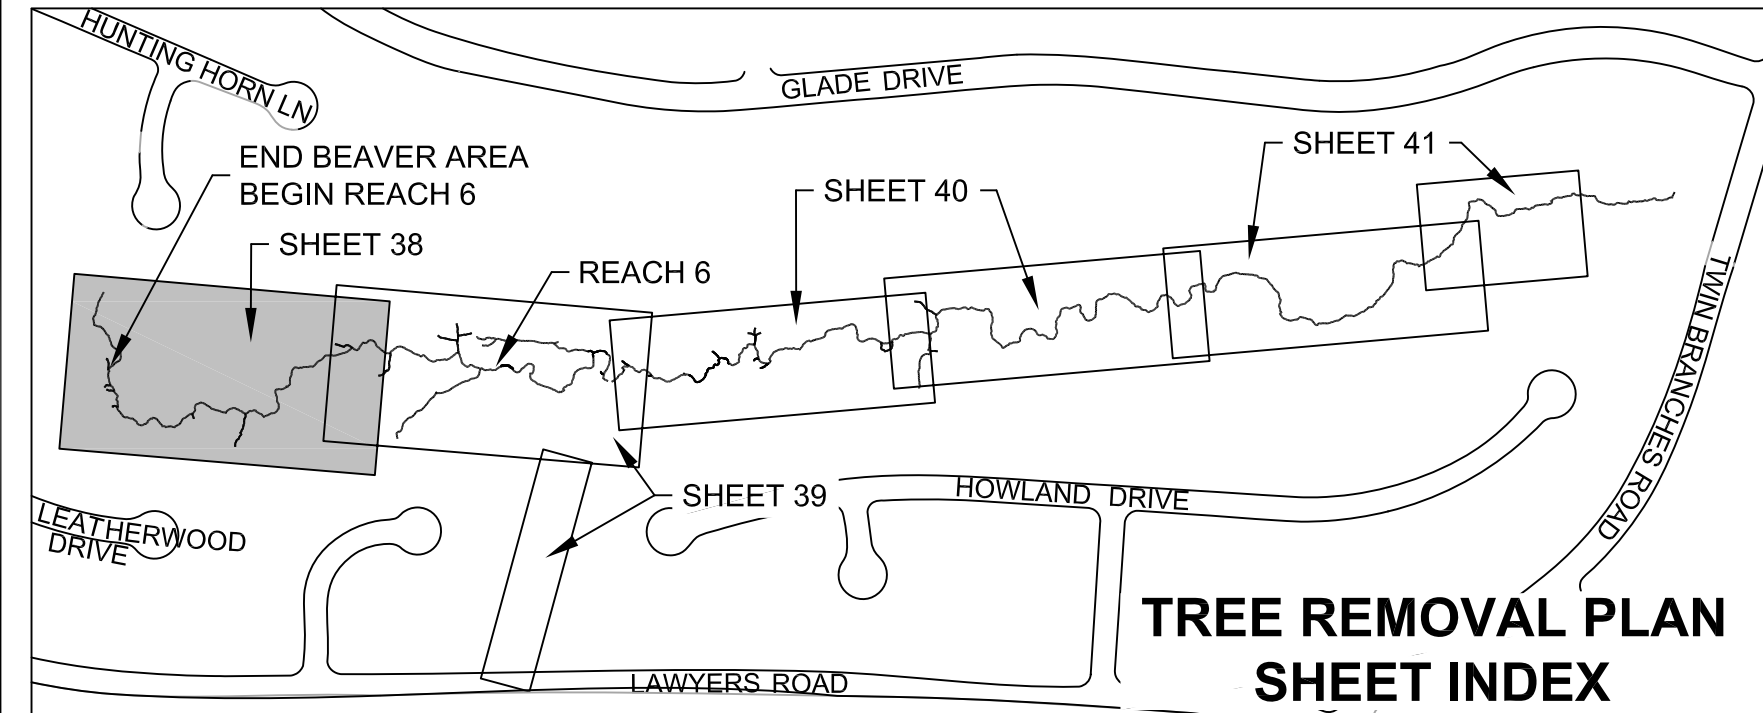 HUNTING HORN LN
GLADE DRIVE
END BEAVER AREA
BEGIN REACH 6
SHEET 38
REACH 6
SHEET 40
SHEET 41
TWIN BRANCHES ROAD
SHEET 39
HOWLAND DRIVE
LEATHERWOOD
DRIVE
LAWYERS ROAD
TREE REMOVAL PLAN
SHEET INDEX